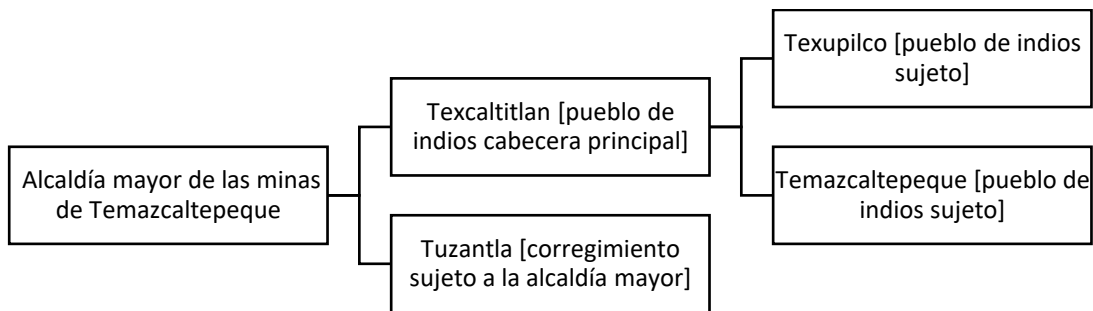 Alcaldía mayor de las minas
de Temazcaltepeque
Texcaltitlan [pueblo de
indios cabecera principal]
Tuzantla [corregimiento
sujeto a la alcaldía mayor]
Texupilco [pueblo de indios
sujeto]
Temazcaltepeque [pueblo de
indios sujeto]